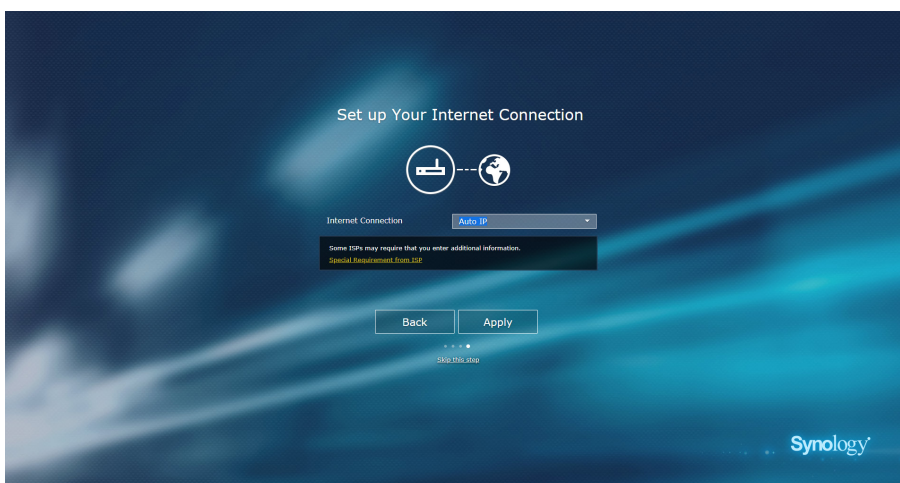 Set up Your Internet Connection
Internet Connection
Auto IP
Some ISPs may require that you enter additional information.
Special Requirement from ISP
Back
Apply
Skip this step
Synology